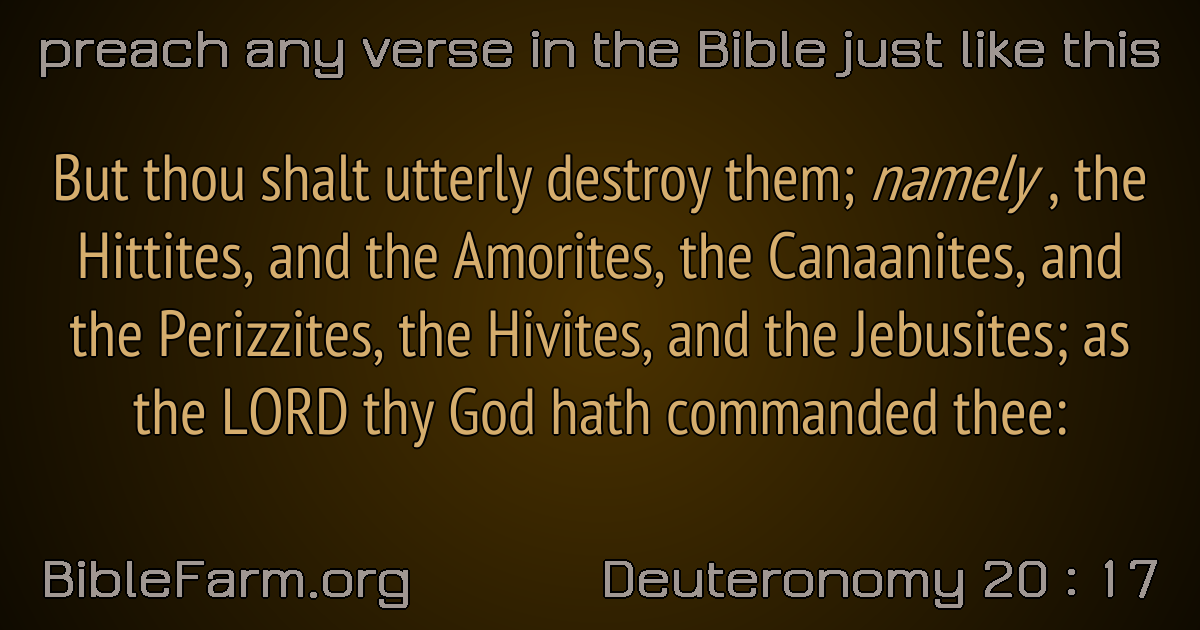 preach any verse in the Bible just like this
But thou shalt utterly destroy them; namely , the
Hittites, and the Amorites, the Canaanites, and
the Perizzites, the Hivites, and the Jebusites; as
the LORD thy God hath commanded thee:
BibleFarm.org
Deuteronomy 20 : 17